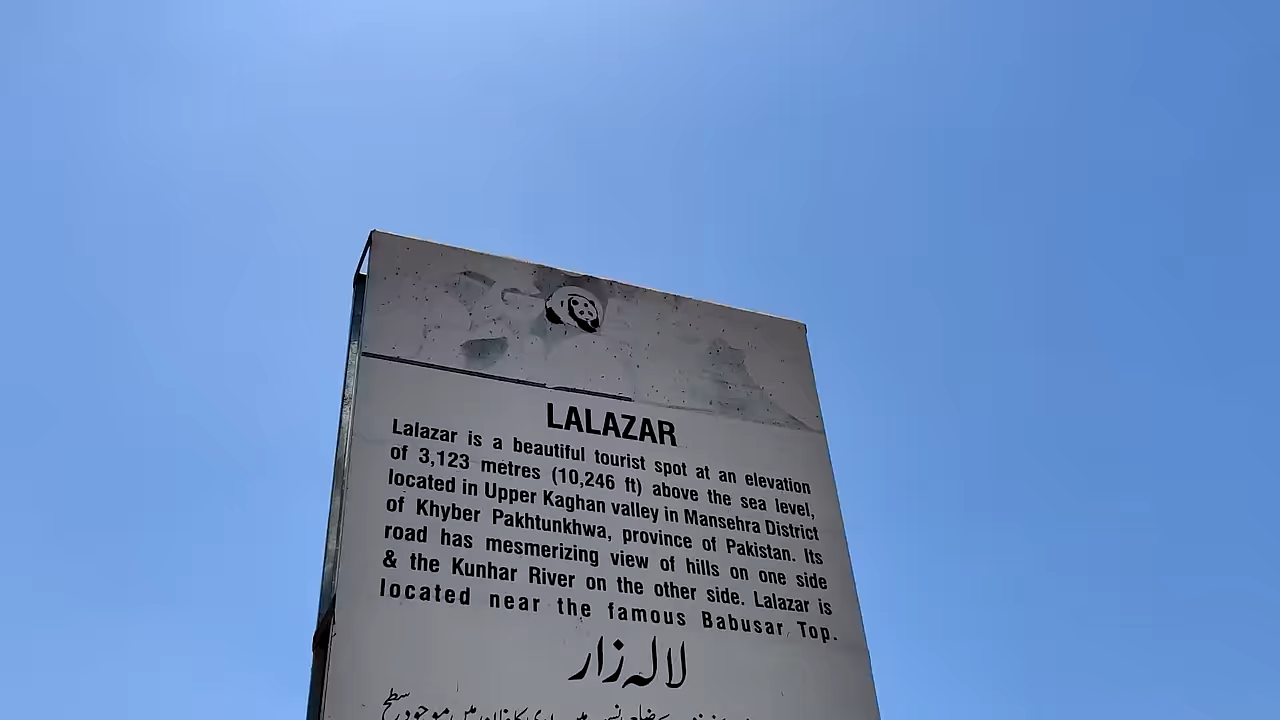 LALAZAR
Lalazar is a beautiful tourist spot at an elevation
of 3,123 metres (10,246 ft) above the sea level,
located in Upper Kaghan valley in Mansehra District
of Khyber Pakhtunkhwa, province of Pakistan. Its
road has mesmerizing view of hills on one side
& the Kunhar River on the other side. Lalazar is
located near the famous Babusar Top.
لالہ زار
میں موجود سطح